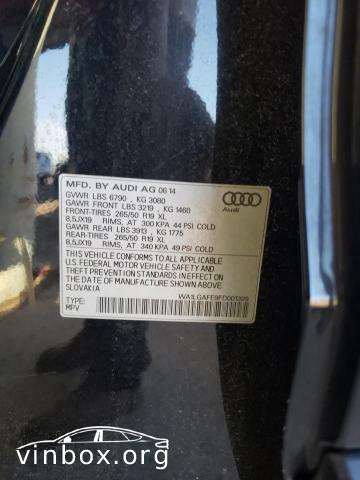 MFD. BY AUDI AG 06 14
GVWR LBS 6790 , KG 3080
GAWR FRONT LBS 3219 , KG 1460
FRONT-TIRES 265/50 R19 XL
8,5JX19 RIMS, AT 300 KPA 44 PSI COLD
GAWR REAR LBS 3913 , KG 1775
REAR-TIRES 265/50 R19 XL
8,5JX19 RIMS, AT 340 KPA 49 PSI COLD
Audi
THIS VEHICLE CONFORMS TO ALL APPLICABLE
U.S. FEDERAL MOTOR VEHICLE SAFETY AND
THEFT PREVENTION STANDARDS IN EFFECT ON
THE DATE OF MANUFACTURE SHOWN ABOVE.
SLOVAKIA
TYPE: WA1LGAFE9FD001329
MPV
vinbox.org